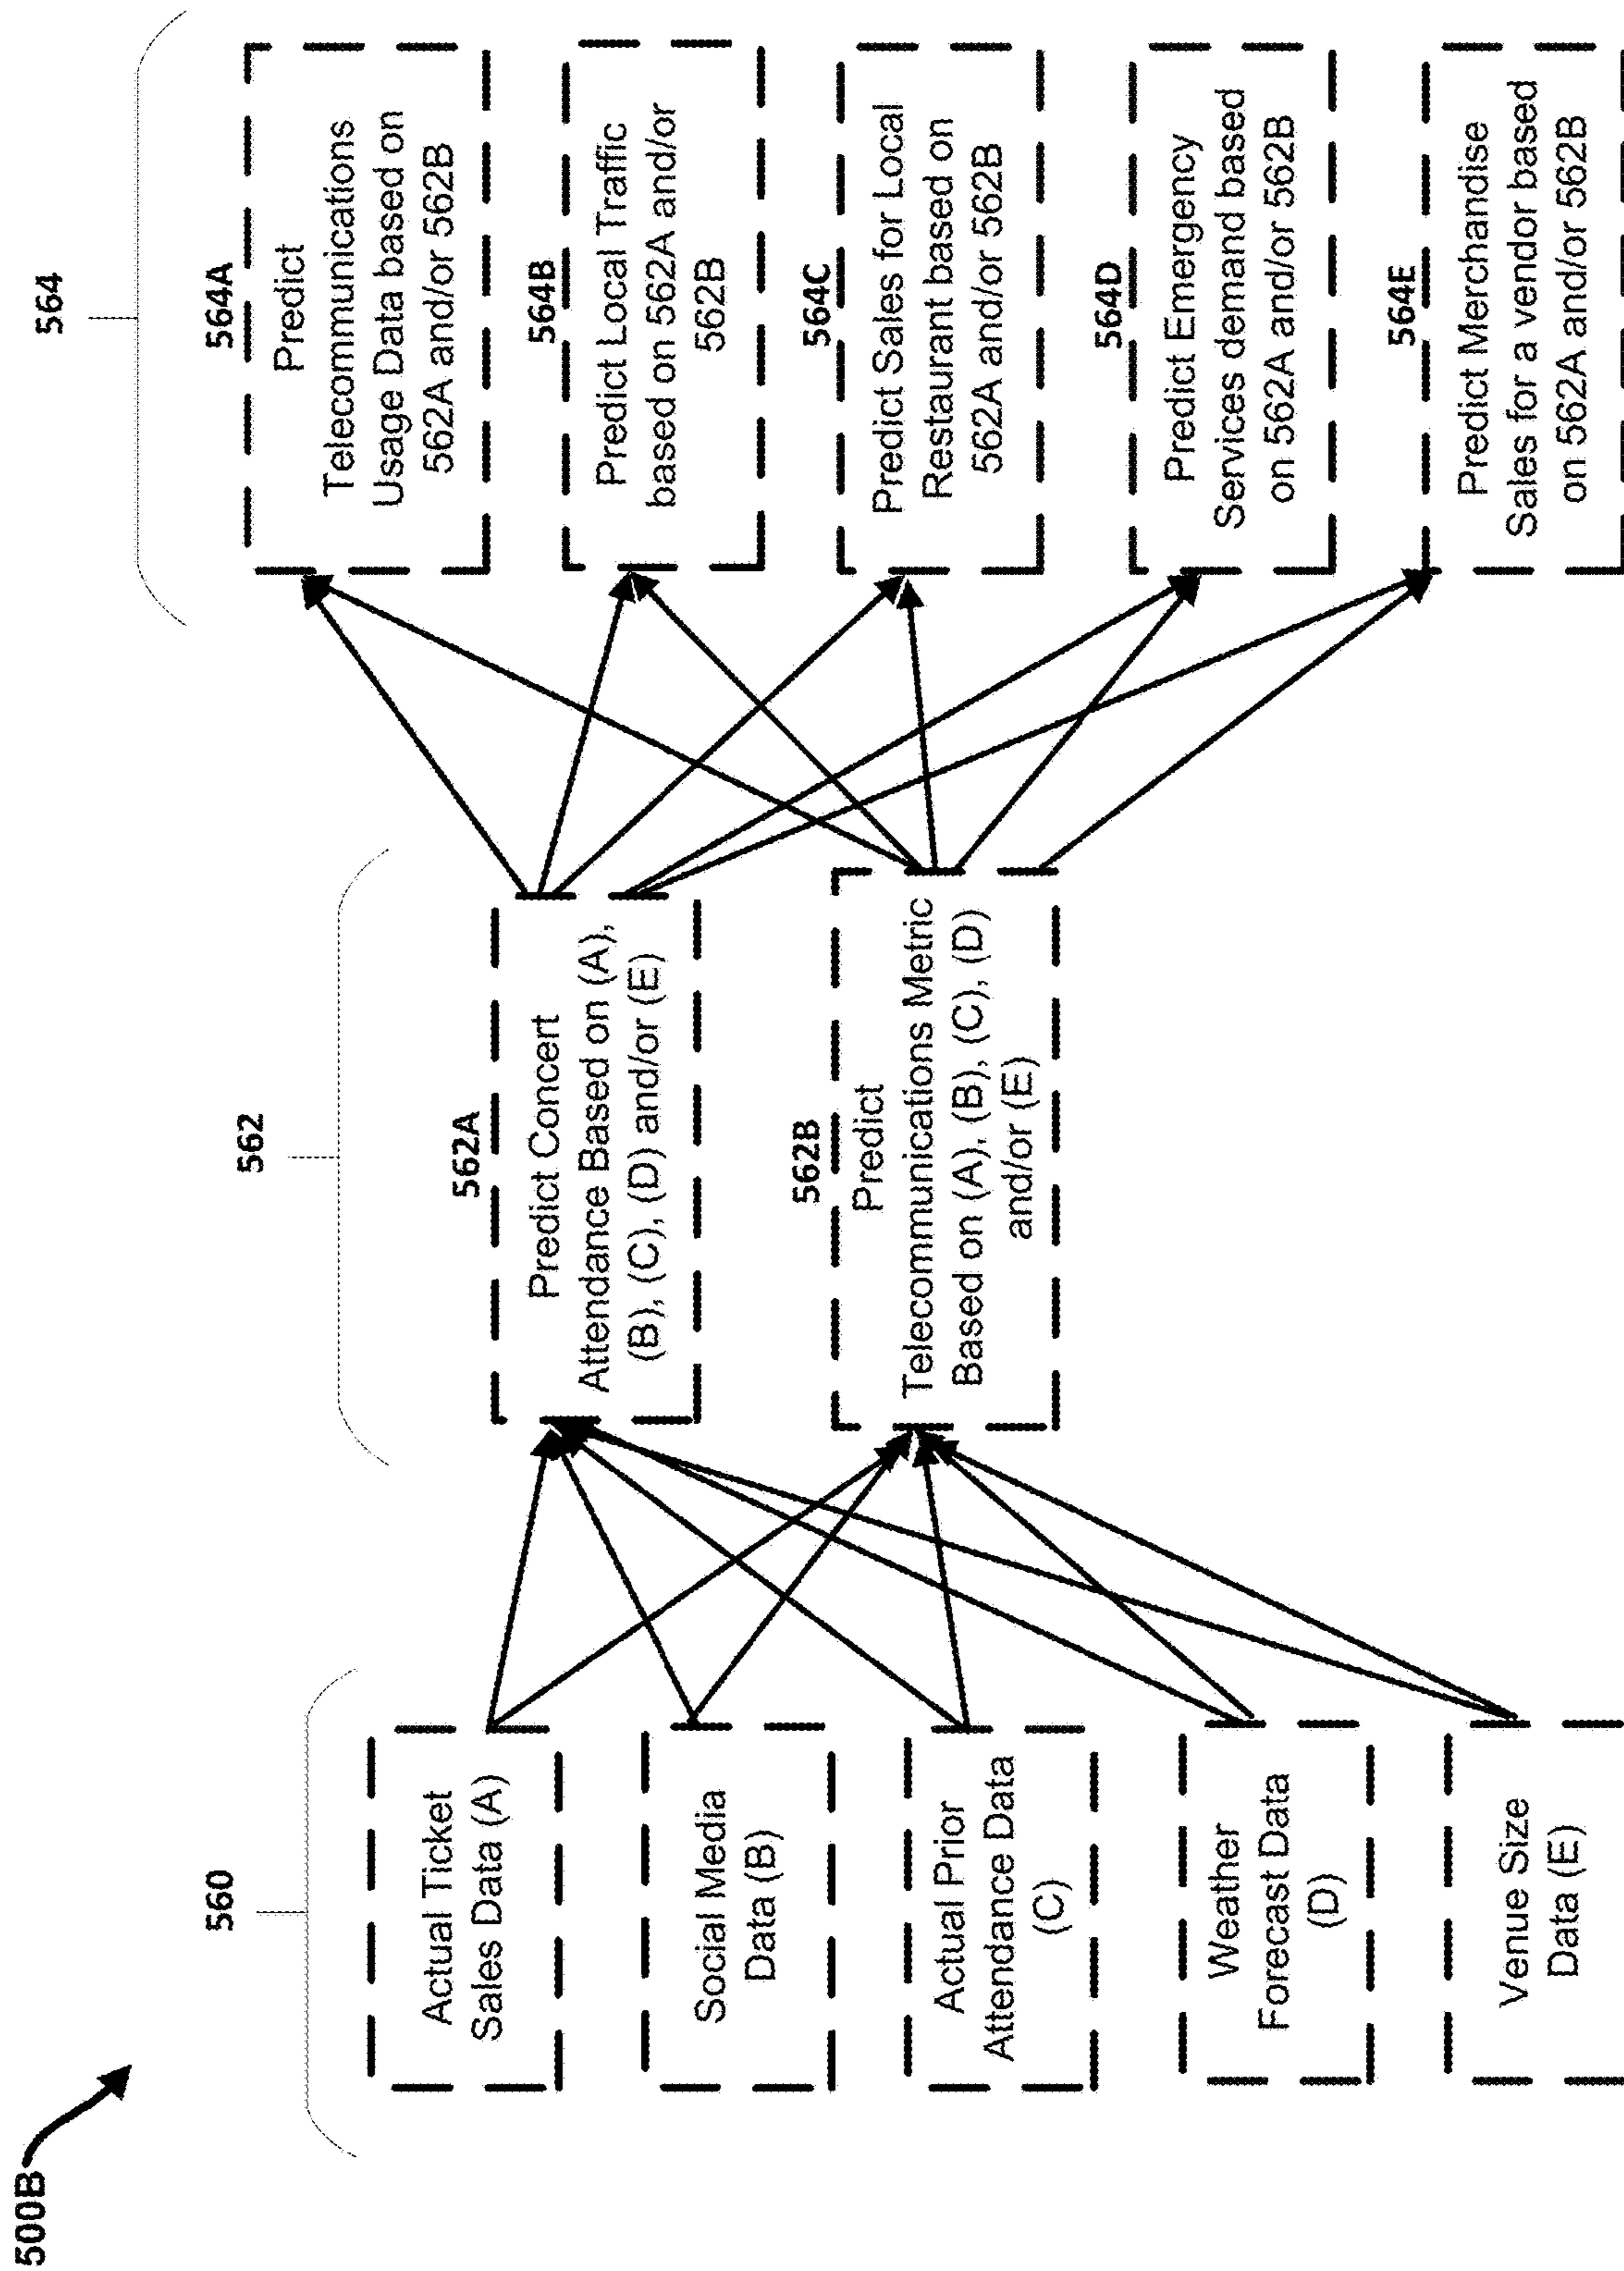 500B
560
Actual Ticket
Sales Data (A)
Social Media
Data (B)
Actual Prior
Attendance Data
(C)
Weather
Forecast Data
(D)
Venue Size
Data (E)
562
562A
Predict Concert
Attendance Based on (A),
(B), (C), (D) and/or (E)
562B
Predict
Telecommunications Metric
Based on (A), (B), (C), (D)
and/or (E)
564
564A
Predict
Telecommunications
Usage Data based on
562A and/or 562B
564B
Predict Local Traffic
based on 562A and/or
562B
564C
Predict Sales for Local
Restaurant based on
562A and/or 562B
564D
Predict Emergency
Services demand based
on 562A and/or 562B
564E
Predict Merchandise
Sales for a vendor based
on 562A and/or 562B